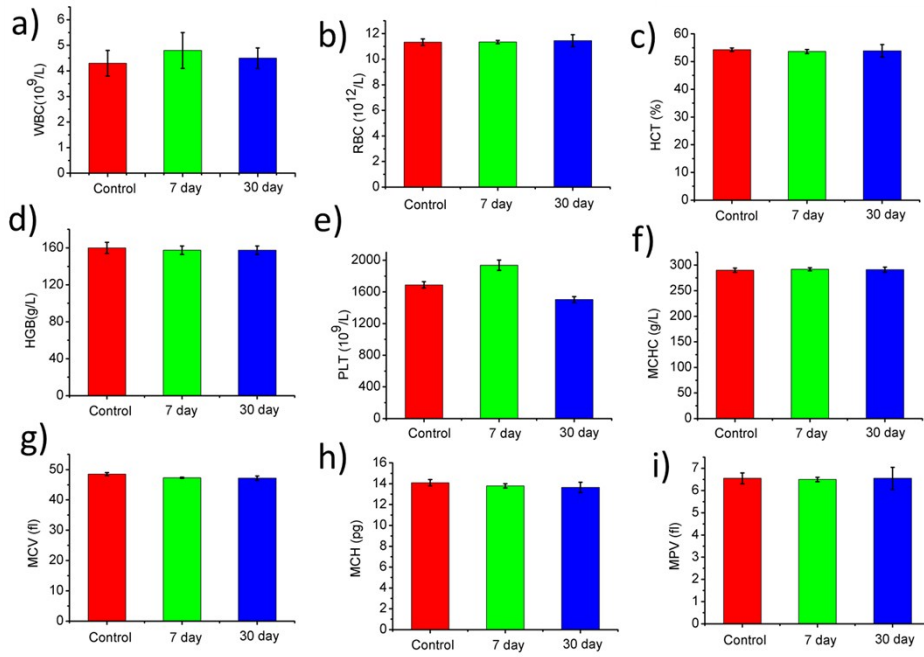 a)
WBC(10^9/L)
6
5
4
3
2
1
0
Control 7 day 30 day
b)
RBC (10^12/L)
12
10
8
6
4
2
0
Control 7 day 30 day
c)
HCT (%)
60
50
40
30
20
10
0
Control 7 day 30 day
d)
HGB(g/L)
160
120
80
40
0
Control 7 day 30 day
e)
PLT (10^9/L)
2000
1600
1200
800
400
0
Control 7 day 30 day
f)
MCHC (g/L)
300
250
200
150
100
50
0
Control 7 day 30 day
g)
MCV (fl)
50
40
30
20
10
0
Control 7 day 30 day
h)
MCH (pg)
16
14
12
10
8
6
4
2
0
Control 7 day 30 day
i)
MPV (fl)
7
6
5
4
3
2
1
0
Control 7 day 30 day